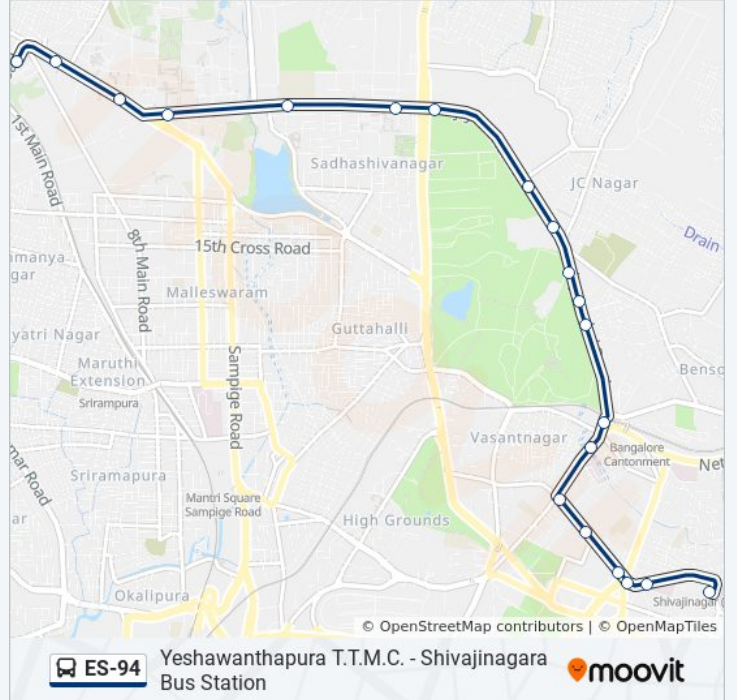 Sadhashivanagar
JC Nagar
1st Main Road
Drain
15th Cross Road
8th Main Road
Malleswaram
Guttahalli
yatri Nagar
Maruthi
Extension
Srirampura
Sampige Road
Benso
Vasantnagar
Bangalore
Cantonment
Net
mar Road
Sriramapura
Mantri Square
Sampige Road
High Grounds
ar
Okalipura
Shivajinagar
© OpenStreetMap contributors | © OpenMapTiles
ES-94
Yeshawanthapura T.T.M.C. - Shivajinagara
Bus Station
moovit